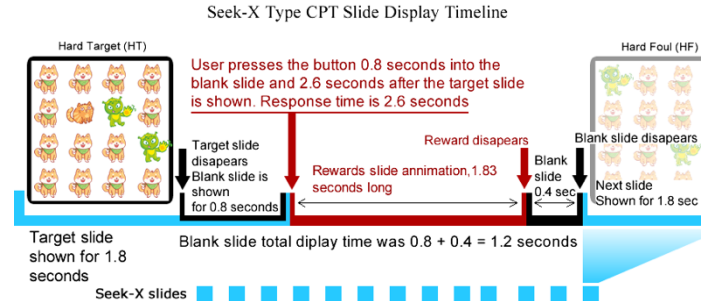 Seek-X Type CPT Slide Display Timeline
Hard Target (HT)
User presses the button 0.8 seconds into the
blank slide and 2.6 seconds after the target slide
is shown. Response time is 2.6 seconds
Hard Foul (HF)
Target slide
disapears
Blank slide is
shown
for 0.8 seconds
Reward disapears
Blank slide disapears
Rewards slide annimation,1.83
seconds long
Blank
slide
0.4 sec
Next slide
Shown for 1.8 sec
Target slide
shown for 1.8
seconds
Blank slide total diplay time was 0.8 + 0.4 = 1.2 seconds
Seek-X slides